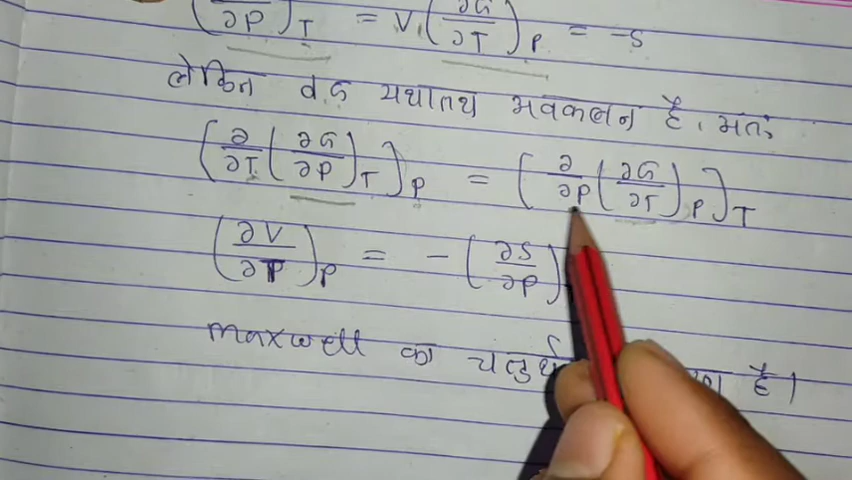 (∂P)_T = V, (∂G/∂T)_P = -S
लेकिन dG यथातथ अवकलन है, अतः
(∂/∂T(∂G/∂P)_T)_P = [∂/∂P(∂G/∂T)_P]_T
(∂V/∂T)_P = -(∂S/∂P)
maxwell का चतुर्थ है।